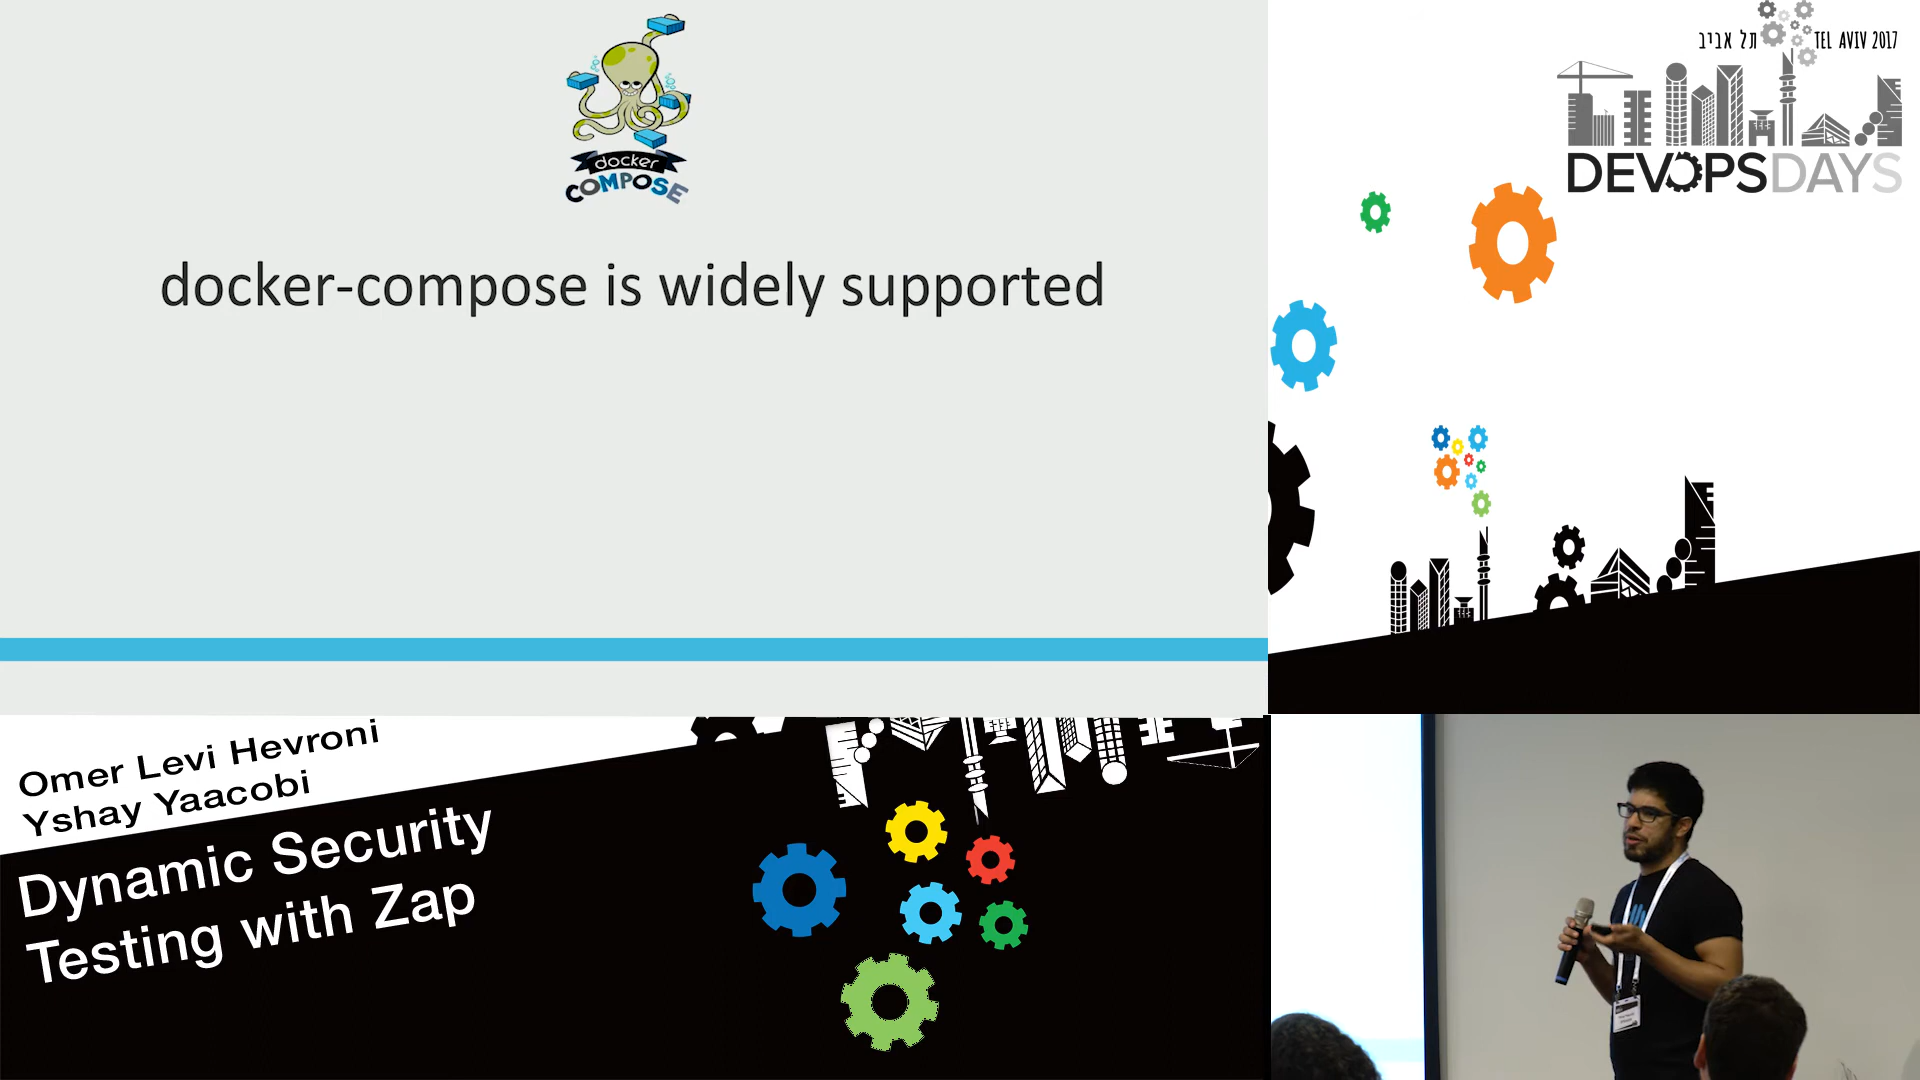 docker
COMPOSE
docker-compose is widely supported
תל אביב TEL AVIV 2017
DEVOPSDAYS
Omer Levi Hevroni
Yshay Yaacobi
Dynamic Security
Testing with Zap